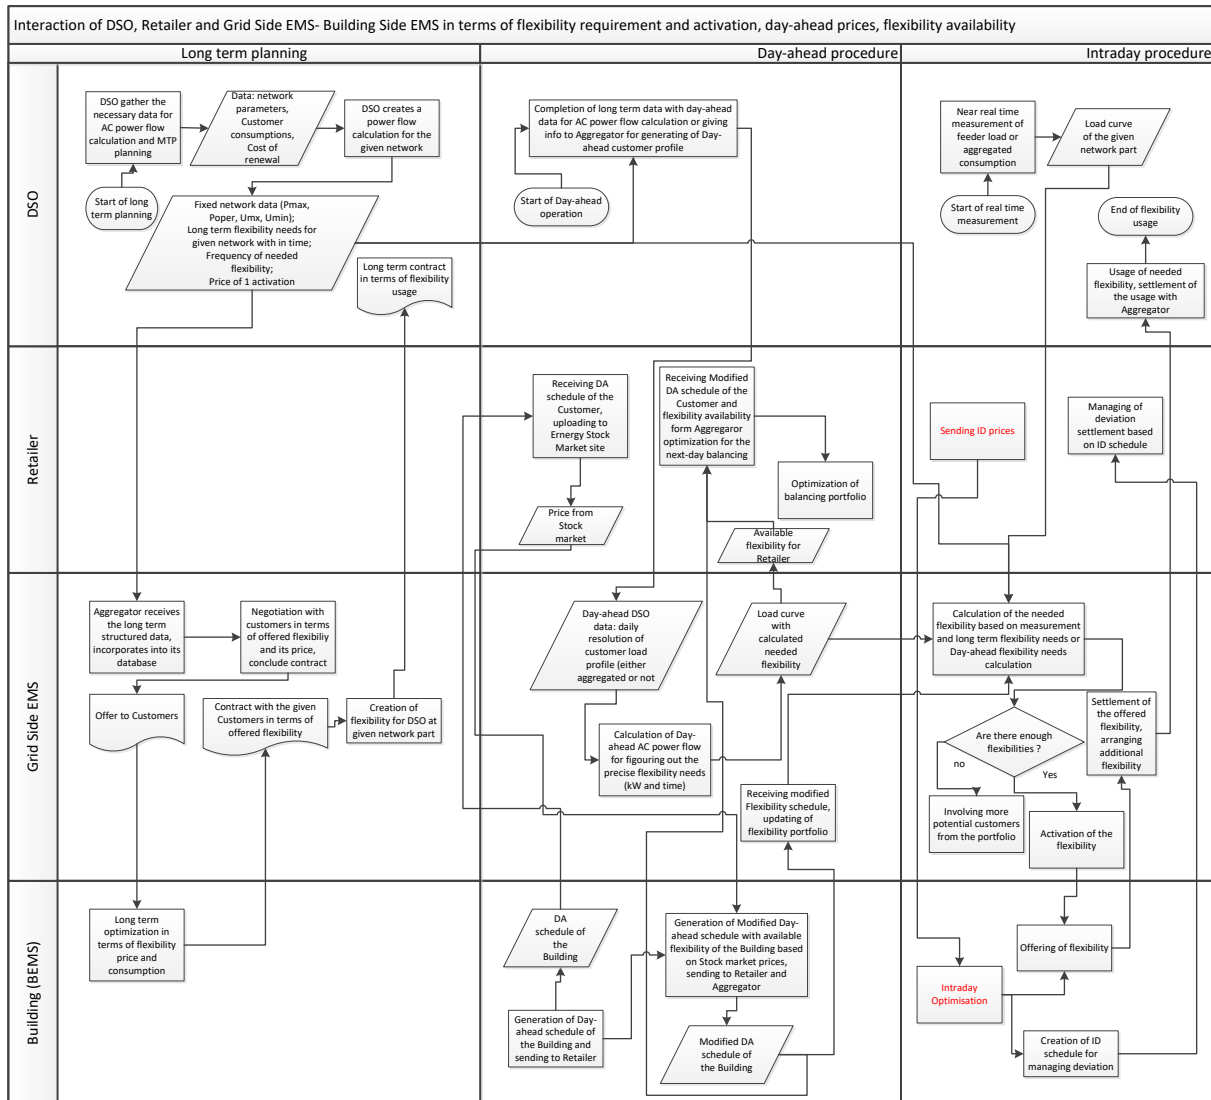 Interaction of DSO, Retailer and Grid Side EMS- Building Side EMS in terms of flexibility requirement and activation, day-ahead prices, flexibility availability
Long term planning
Day-ahead procedure
Intraday procedure
DSO
DSO gather the
necessary data for
AC power flow
calculation and MTP
planning
Data: network
parameters,
Customer
consumptions,
Cost of
renewal
DSO creates a
power flow
calculation for the
given network
Start of long
term planning
Fixed network data (Pmax,
Poper, Umx, Umin);
Long term flexibility needs for
given network with in time;
Frequency of needed
flexibility;
Price of 1 activation
Long term contract
in terms of flexibility
usage
Completion of long term data with day-ahead
data for AC power flow calculation or giving
info to Aggregator for generating of Day-
ahead customer profile
Start of Day-ahead
operation
Near real time
measurement of
feeder load or
aggregated
consumption
Load curve
of the given
network part
Start of real time
measurement
End of flexibility
usage
Usage of needed
flexibility, settlement of
the usage with
Aggregator
Retailer
Receiving DA
schedule of the
Customer,
uploading to
Ernergy Stock
Market site
Price from
Stock
market
Receiving Modified
DA schedule of the
Customer and
flexibility availability
form Aggregaror
optimization for the
next-day balancing
Optimization of
balancing portfolio
Available
flexibility for
Retailer
Sending ID prices
Managing of
deviation
settlement based
on ID schedule
Grid Side EMS
Aggregator receives
the long term
structured data,
incorporates into its
database
Negotiation with
customers in terms
of offered flexibiliy
and its price,
conclude contract
Offer to Customers
Contract with the given
Customers in terms of
offered flexibility
Creation of
flexibility for DSO at
given network part
Day-ahead DSO
data: daily
resolution of
customer load
profile (either
aggregated or not
Load curve
with
calculated
needed
flexibility
Calculation of Day-
ahead AC power flow
for figouring out the
precise flexibility needs
(kW and time)
Receiving modified
Flexibility schedule,
updating of
flexibility portfolio
Calculation of the needed
flexibility based on measurement
and long term flexibility needs or
Day-ahead flexibility needs
calculation
Are there enough
flexibilities ?
no
Yes
Settlement of
the offered
flexibility,
arranging
additional
flexibility
Involving more
potential customers
from the portfolio
Activation of the
flexibility
Building (BEMS)
Long term
optimization in
terms of flexibility
price and
consumption
DA
schedule of
the
Building
Generation of Day-
ahead schedule of
the Building and
sending to Retailer
Generation of Modified Day-
ahead schedule with available
flexibility of the Building based
on Stock market prices,
sending to Retailer and
Aggregator
Modified DA
schedule of
the Building
Offering of flexibility
Intraday
Optimisation
Creation of ID
schedule for
managing deviation